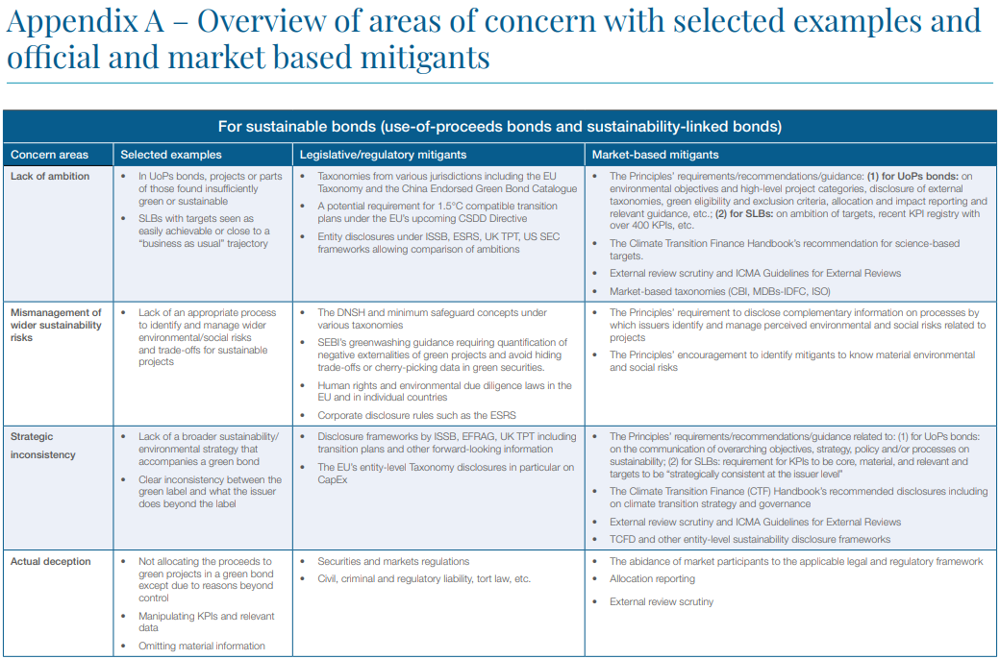 Appendix A – Overview of areas of concern with selected examples and
official and market based mitigants
For sustainable bonds (use-of-proceeds bonds and sustainability-linked bonds)
Concern areas
Selected examples
Legislative/regulatory mitigants
Market-based mitigants
Lack of ambition
• In UoPs bonds, projects or parts
of those found insufficiently
green or sustainable
• SLBs with targets seen as
easily achievable or close to a
“business as usual” trajectory
• Taxonomies from various jurisdictions including the EU
Taxonomy and the China Endorsed Green Bond Catalogue
• A potential requirement for 1.5°C compatible transition
plans under the EU’s upcoming CSDD Directive
• Entity disclosures under ISSB, ESRS, UK TPT, US SEC
frameworks allowing comparison of ambitions
• The Principles’ requirements/recommendations/guidance: (1) for UoPs bonds: on
environmental objectives and high-level project categories, disclosure of external
taxonomies, green eligibility and exclusion criteria, allocation and impact reporting and
relevant guidance, etc.; (2) for SLBs: on ambition of targets, recent KPI registry with
over 400 KPIs, etc.
• The Climate Transition Finance Handbook’s recommendation for science-based
targets.
• External review scrutiny and ICMA Guidelines for External Reviews
• Market-based taxonomies (CBI, MDBs-IDFC, ISO)
Mismanagement of
wider sustainability
risks
• Lack of an appropriate process
to identify and manage wider
environmental/social risks
and trade-offs for sustainable
projects
• The DNSH and minimum safeguard concepts under
various taxonomies
• SEBI’s greenwashing guidance requiring quantification of
negative externalities of green projects and avoid hiding
trade-offs or cherry-picking data in green securities.
• Human rights and environmental due diligence laws in the
EU and in individual countries
• Corporate disclosure rules such as the ESRS
• The Principles’ requirement to disclose complementary information on processes by
which issuers identify and manage perceived environmental and social risks related to
projects
• The Principles’ encouragement to identify mitigants to know material environmental
and social risks
Strategic
inconsistency
• Lack of a broader sustainability/
environmental strategy that
accompanies a green bond
• Clear inconsistency between the
green label and what the issuer
does beyond the label
• Disclosure frameworks by ISSB, EFRAG, UK TPT including
transition plans and other forward-looking information
• The EU’s entity-level Taxonomy disclosures in particular on
CapEx
• The Principles’ requirements/recommendations/guidance related to: (1) for UoPs bonds:
on the communication of overarching objectives, strategy, policy and/or processes on
sustainability; (2) for SLBs: requirement for KPIs to be core, material, and relevant and
targets to be “strategically consistent at the issuer level”
• The Climate Transition Finance (CTF) Handbook’s recommended disclosures including
on climate transition strategy and governance
• External review scrutiny and ICMA Guidelines for External Reviews
• TCFD and other entity-level sustainability disclosure frameworks
Actual deception
• Not allocating the proceeds to
green projects in a green bond
except due to reasons beyond
control
• Manipulating KPIs and relevant
data
• Omitting material information
• Securities and markets regulations
• Civil, criminal and regulatory liability, tort law, etc.
• The abidance of market participants to the applicable legal and regulatory framework
• Allocation reporting
• External review scrutiny